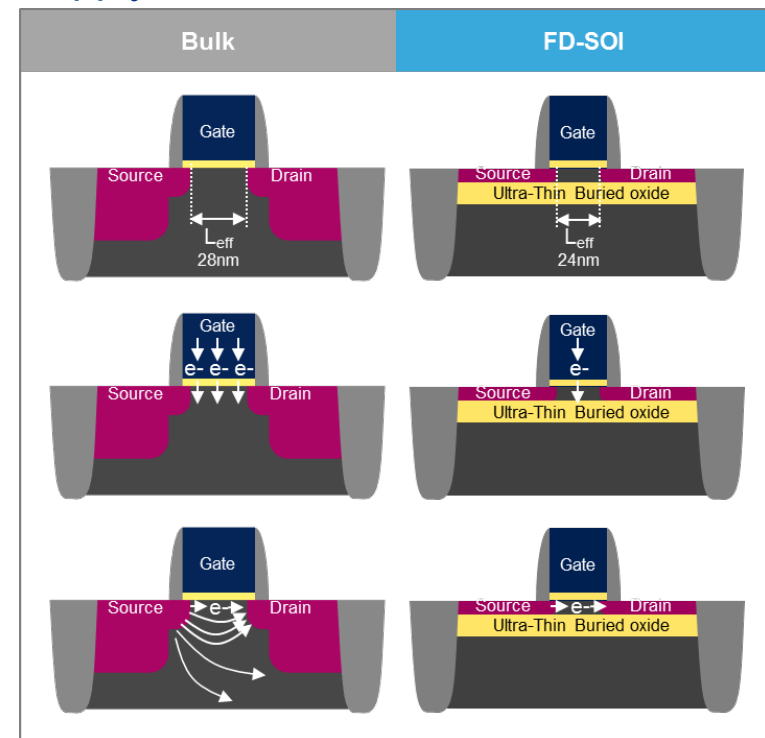 Bulk
FD-SOI
Gate
Source
Drain
Leff
28nm
Gate
Source
Drain
Ultra-Thin Buried oxide
Leff
24nm
Gate
e- e- e-
Source
Drain
Gate
e-
Source
Drain
Ultra-Thin Buried oxide
Gate
Source
e-
Drain
Gate
Source
e-
Drain
Ultra-Thin Buried oxide